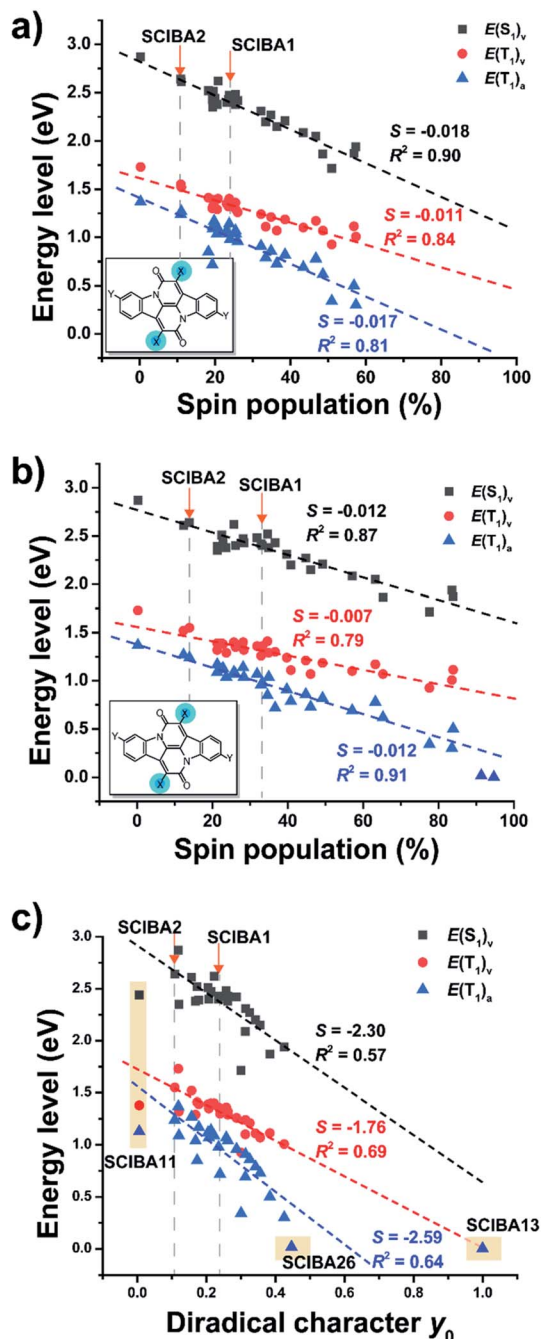 a)
SCIBA2
SCIBA1
E(S₁)ᵥ
E(T₁)ᵥ
E(T₁)ₐ
S = -0.018
R² = 0.90
S = -0.011
R² = 0.84
S = -0.017
R² = 0.81
X
O
Y
N
N
Y
O
X
3.0
2.5
2.0
1.5
1.0
0.5
0.0
Energy level (eV)
0 20 40 60 80 100
Spin population (%)
b)
SCIBA2
SCIBA1
E(S₁)ᵥ
E(T₁)ᵥ
E(T₁)ₐ
S = -0.012
R² = 0.87
S = -0.007
R² = 0.79
S = -0.012
R² = 0.91
X
O
Y
N
N
Y
O
X
3.0
2.5
2.0
1.5
1.0
0.5
0.0
Energy level (eV)
0 20 40 60 80 100
Spin population (%)
c)
SCIBA2
SCIBA1
E(S₁)ᵥ
E(T₁)ᵥ
E(T₁)ₐ
S = -2.30
R² = 0.57
S = -1.76
R² = 0.69
S = -2.59
R² = 0.64
SCIBA11
SCIBA13
SCIBA26
3.0
2.5
2.0
1.5
1.0
0.5
0.0
Energy level (eV)
0.0 0.2 0.4 0.6 0.8 1.0
Diradical character y₀